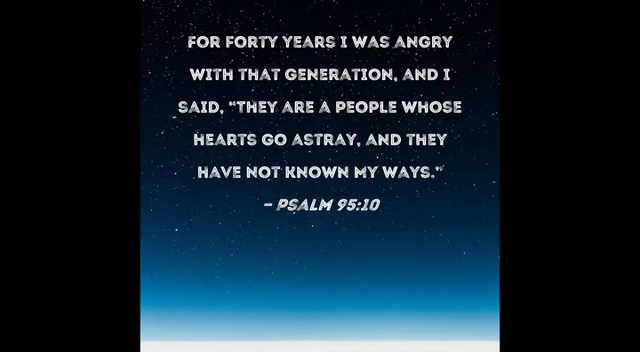 FOR FORTY YEARS I WAS ANGRY
WITH THAT GENERATION, AND I
SAID, “THEY ARE A PEOPLE WHOSE
HEARTS GO ASTRAY, AND THEY
HAVE NOT KNOWN MY WAYS.”
– PSALM 95:10